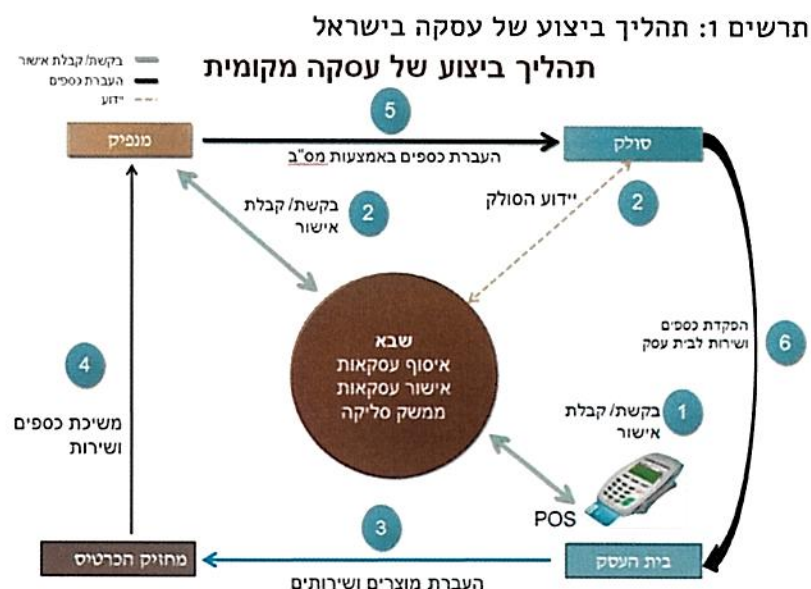 תרשים 1: תהליך ביצוע של עסקה בישראל
תהליך ביצוע של עסקה מקומית
בקשת/ קבלת אישור
העברת כספים
יידוע
5
מנפיק
סולק
העברת כספים באמצעות מס"ב
2
בקשת/ קבלת
אישור
יידוע הסולק
2
שבא
איסוף עסקאות
אישור עסקאות
ממשק סליקה
הפקדת כספים
ושירות לבית עסק
6
4
משיכת כספים
ושירות
1
בקשת/ קבלת
אישור
POS
3
מחזיק הכרטיס
בית העסק
העברת מוצרים ושירותים